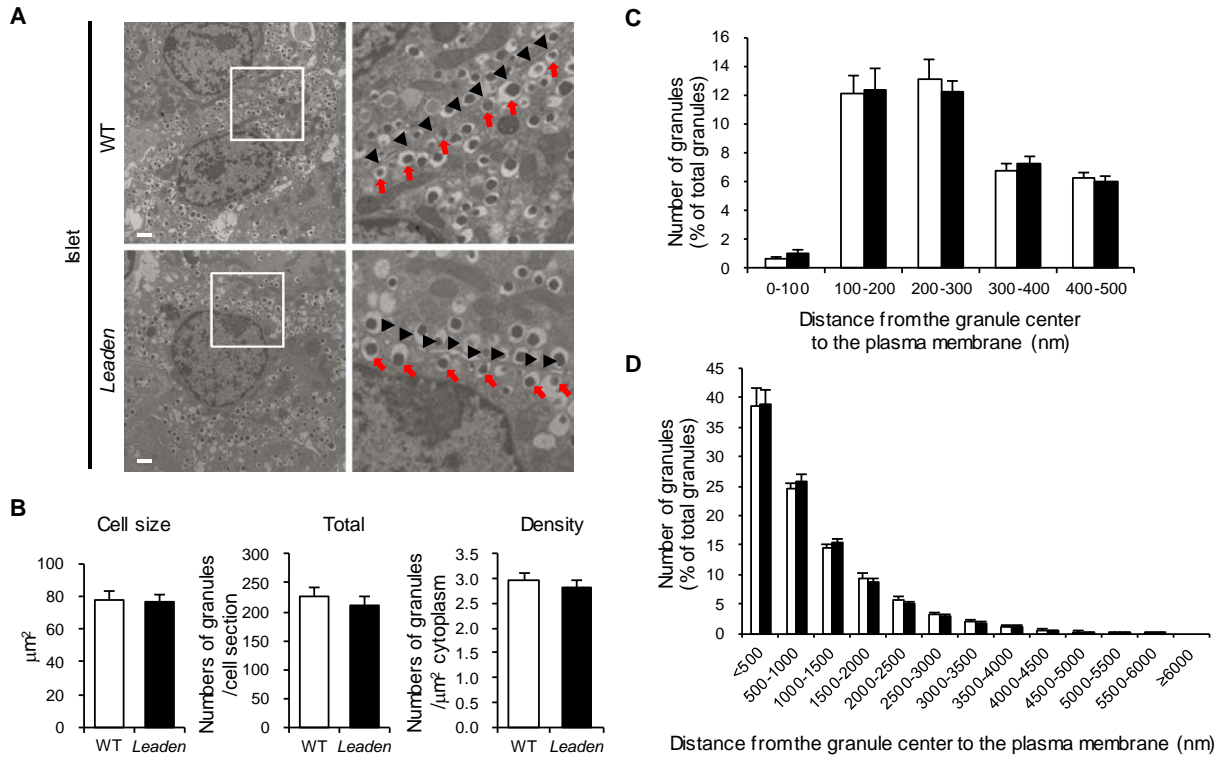 A
Islet
WT
Leaden
B
Cell size
μm²
100
80
60
40
20
0
WT Leaden
Total
Numbers of granules
/cell section
300
250
200
150
100
50
0
WT Leaden
Density
Numbers of granules
/μm² cytoplasm
3.5
3.0
2.5
2.0
1.5
1.0
0.5
0.0
WT Leaden
C
Number of granules
(% of total granules)
16
14
12
10
8
6
4
2
0
0-100 100-200 200-300 300-400 400-500
Distance from the granule center
to the plasma membrane (nm)
D
Number of granules
(% of total granules)
45
40
35
30
25
20
15
10
5
0
<500 500-1000 1000-1500 1500-2000 2000-2500 2500-3000 3000-3500 3500-4000 4000-4500 4500-5000 5000-5500 5500-6000 ≥6000
Distance from the granule center to the plasma membrane (nm)